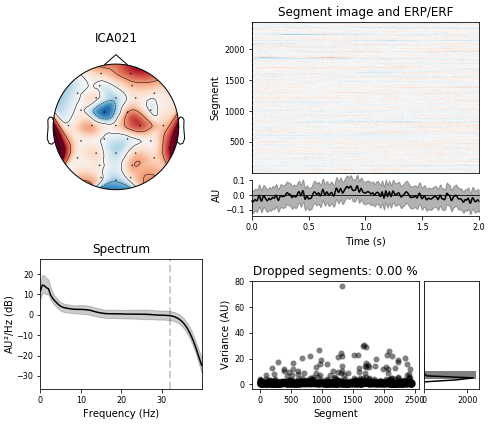 ICA021
Segment image and ERP/ERF
Segment
2000
1500
1000
500
AU
0.1
0.0
−0.1
0.0 0.5 1.0 1.5 2.0
Time (s)
Spectrum
AU²/Hz (dB)
20
10
0
−10
−20
−30
0 10 20 30
Frequency (Hz)
Dropped segments: 0.00 %
Variance (AU)
80
60
40
20
0
0 500 1000 1500 2000 2500
Segment
0 2000